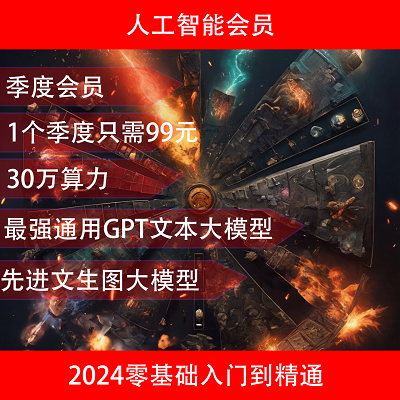 人工智能会员
季度会员
1个季度只需99元
30万算力
最强通用GPT文本大模型
先进文生图大模型
2024零基础入门到精通